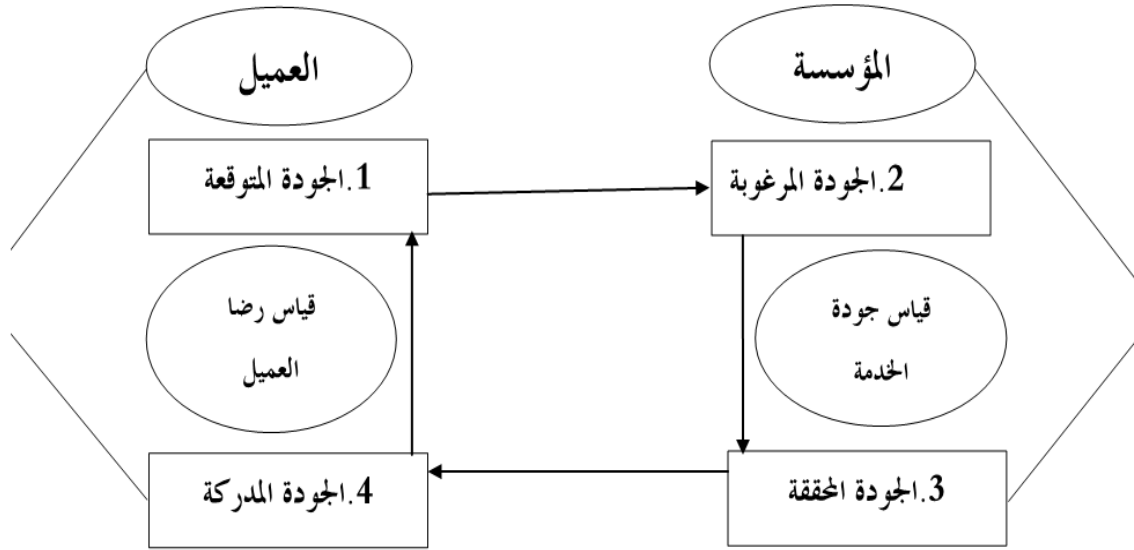 المؤسسة
العميل
2.الجودة المرغوبة
1.الجودة المتوقعة
قياس جودة
الخدمة
قياس رضا
العميل
3.الجودة المحققة
4.الجودة المدركة